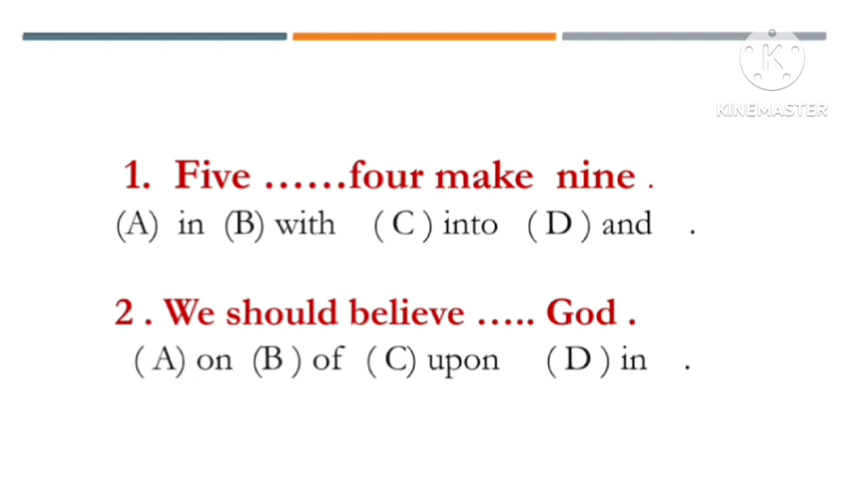 K
KINEMASTER
1. Five ......four make nine .
(A) in (B) with ( C ) into ( D ) and .
2 . We should believe ..... God .
( A) on (B ) of ( C) upon ( D ) in .